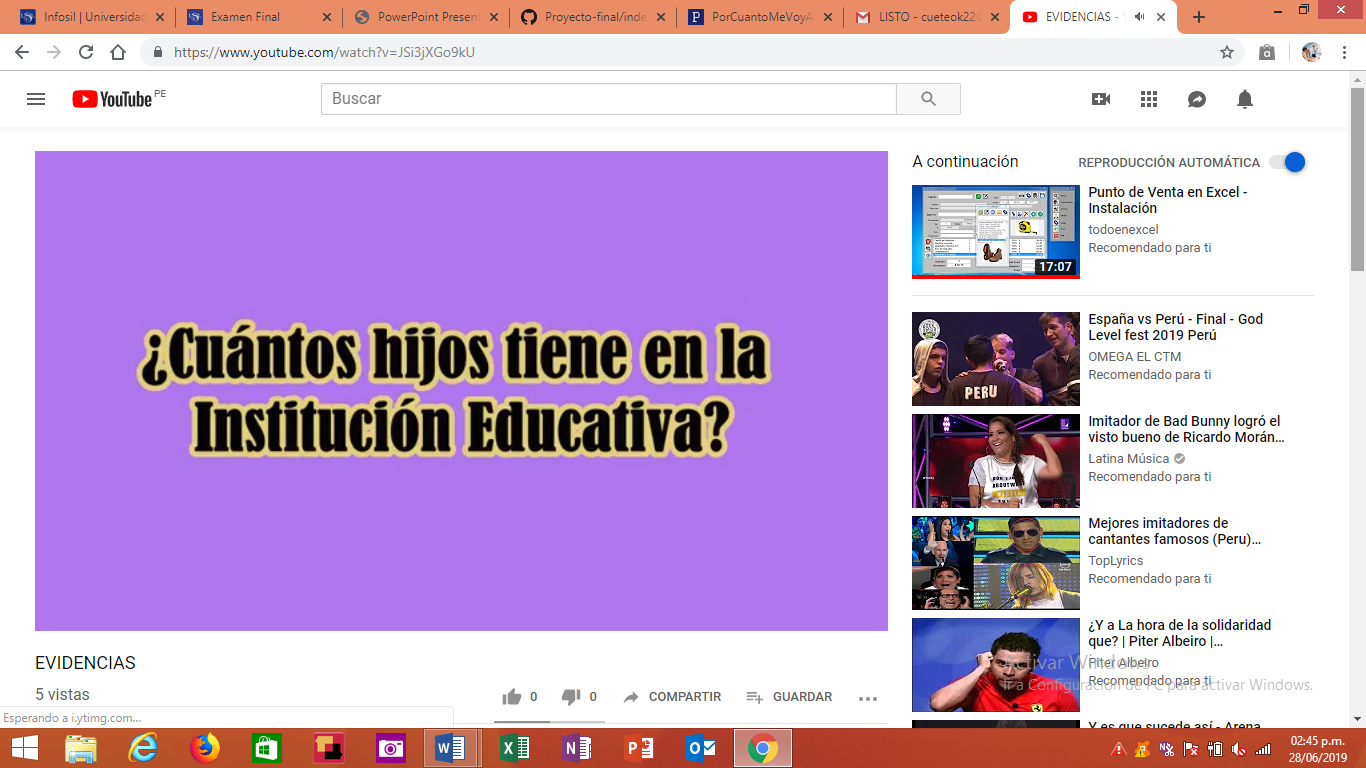 Infosil | Universidad
Examen Final
PowerPoint Present
Proyecto-final/inde
PorCuantoMeVoyA
LISTO - cueteok22
EVIDENCIAS - Y
https://www.youtube.com/watch?v=JSi3jXGo9kU
YouTube PE
Buscar
¿Cuántos hijos tiene en la
Institución Educativa?
EVIDENCIAS
5 vistas
0
0
COMPARTIR
GUARDAR
Esperando a i.ytimg.com...
A continuación
REPRODUCCIÓN AUTOMÁTICA
17:07
Punto de Venta en Excel -
Instalación
todoenexcel
Recomendado para ti
PERU
España vs Perú - Final - God
Level fest 2019 Perú
OMEGA EL CTM
Recomendado para ti
Imitador de Bad Bunny logró el
visto bueno de Ricardo Morán...
Latina Música
Recomendado para ti
Mejores imitadores de
cantantes famosos (Peru)...
TopLyrics
Recomendado para ti
¿Y a La hora de la solidaridad
que? | Piter Albeiro |...
Piter Albeiro
Recomendado para ti
Activar Windows
Ir a Configuración de PC para activar Windows.
Y es que sucede así - Arena
02:45 p.m.
28/06/2019